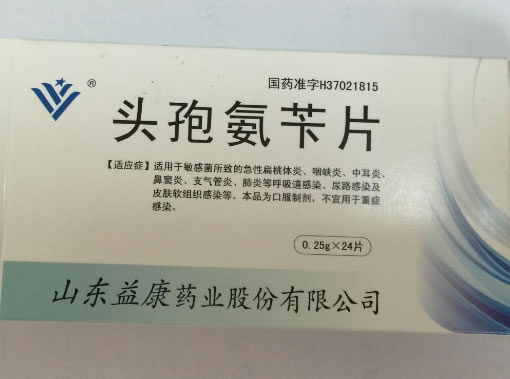 ®
国药准字H37021815
头孢氨苄片
【适应症】适用于敏感菌所致的急性扁桃体炎、咽峡炎、中耳炎、
鼻窦炎、支气管炎、肺炎等呼吸道感染、尿路感染及
皮肤软组织感染等。本品为口服制剂，不宜用于重症
感染。
0.25g×24片
山东益康药业股份有限公司